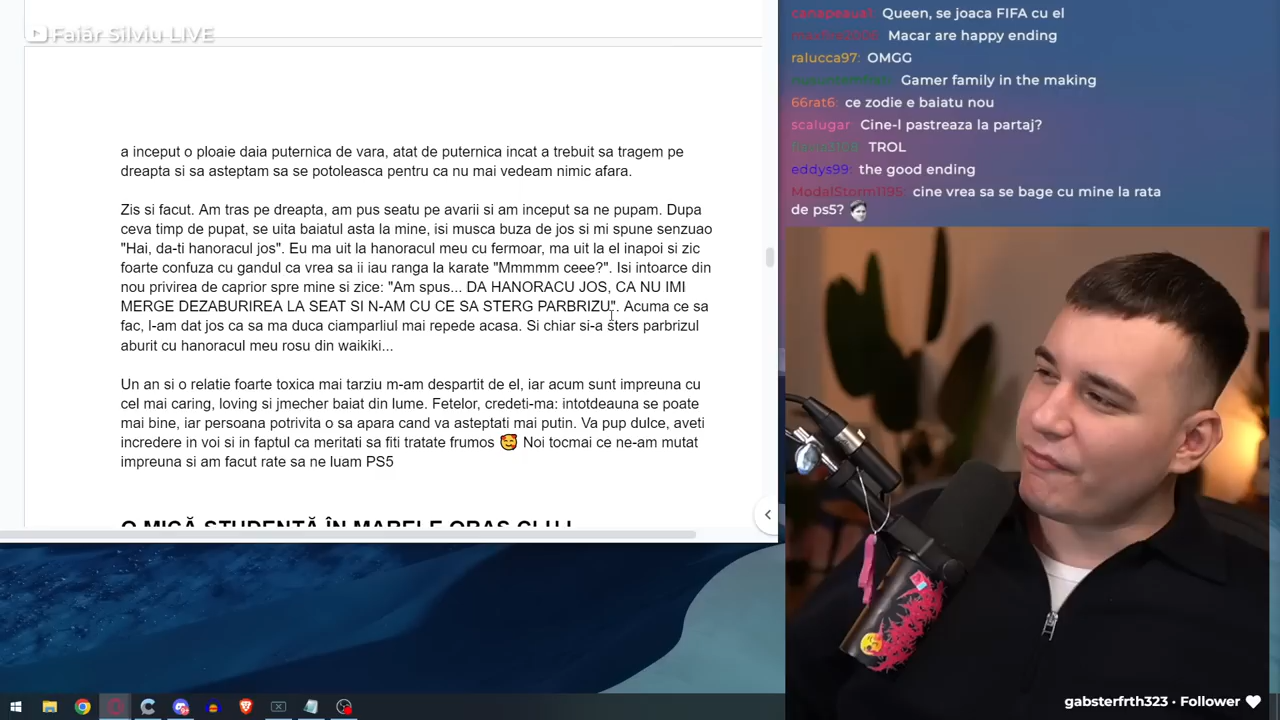 Faiăr Silviu LIVE
a inceput o ploaie daia puternica de vara, atat de puternica incat a trebuit sa tragem pe
dreapta si sa asteptam sa se potoleasca pentru ca nu mai vedeam nimic afara.
Zis si facut. Am tras pe dreapta, am pus seatu pe avarii si am inceput sa ne pupam. Dupa
ceva timp de pupat, se uita baiatul asta la mine, isi musca buza de jos si mi spune senzuao
"Hai, da-ti hanoracul jos". Eu ma uit la hanoracul meu cu fermoar, ma uit la el inapoi si zic
foarte confuza cu gandul ca vrea sa ii iau ranga la karate "Mmmmm ceee?". Isi intoarce din
nou privirea de caprior spre mine si zice: "Am spus... DA HANORACU JOS, CA NU IMI
MERGE DEZABURIREA LA SEAT SI N-AM CU CE SA STERG PARBRIZU". Acuma ce sa
fac, l-am dat jos ca sa ma duca ciamparliul mai repede acasa. Si chiar si-a sters parbrizul
aburit cu hanoracul meu rosu din waikiki...
Un an si o relatie foarte toxica mai tarziu m-am despartit de el, iar acum sunt impreuna cu
cel mai caring, loving si jmecher baiat din lume. Fetelor, credeti-ma: intotdeauna se poate
mai bine, iar persoana potrivita o sa apara cand va asteptati mai putin. Va pup dulce, aveti
incredere in voi si in faptul ca meritati sa fiti tratate frumos 🥰 Noi tocmai ce ne-am mutat
impreuna si am facut rate sa ne luam PS5
O MICĂ STUDENTĂ ÎN MARELE ORAȘ CLUJ
canapeaua1: Queen, se joaca FIFA cu el
Macar are happy ending
ralucca97: OMGG
Gamer family in the making
66rat6: ce zodie e baiatu nou
scalugar Cine-l pastreaza la partaj?
TROL
eddys99: the good ending
ModalStorm1195: cine vrea sa se bage cu mine la rata
de ps5?
gabsterfrth323 · Follower